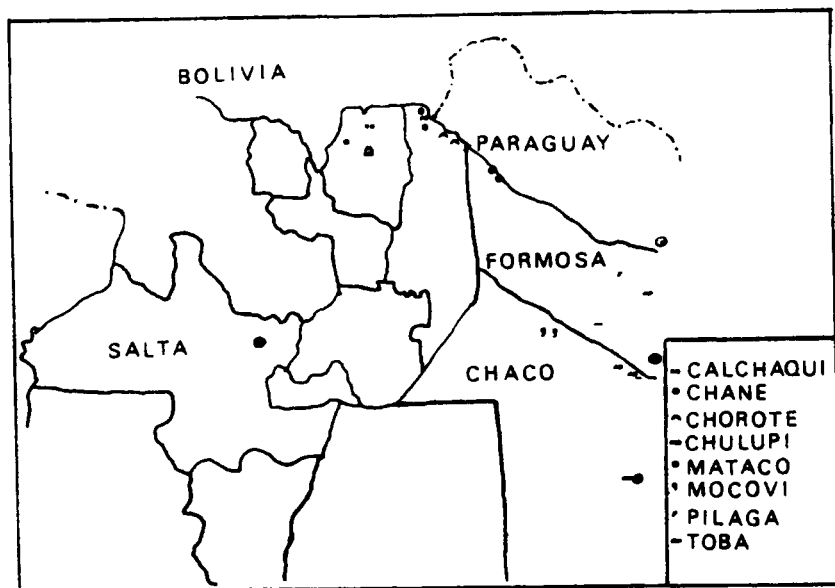 BOLIVIA
PARAGUAY
FORMOSA
SALTA
CHACO
CALCHAQUI
CHANE
CHOROTE
CHULUPI
MATACO
MOCOVI
PILAGA
TOBA